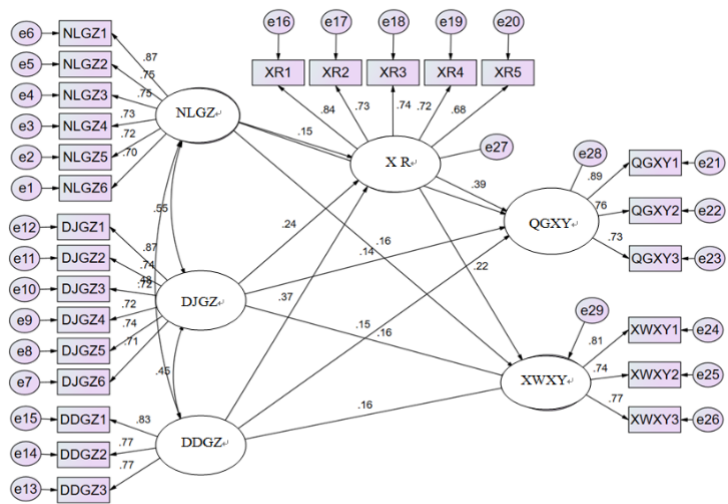 e16 e17 e18 e19 e20
e6 NLGZ1
e5 NLGZ2
e4 NLGZ3
e3 NLGZ4
e2 NLGZ5
e1 NLGZ6
.87
.75
.75
.73
.72
.70
NLGZ
XR1 XR2 XR3 XR4 XR5
.84 .73 .74 .72 .68
.15
X R
e27
e28
.39
.89
QGXY1 e21
QGXY
.76
QGXY2 e22
.73
QGXY3 e23
.55
.24
.16
.14
.22
e12 DJGZ1
e11 DJGZ2
e10 DJGZ3
e9 DJGZ4
e8 DJGZ5
e7 DJGZ6
.87
.74
.48
.72
.72
.74
.71
DJGZ
.37
.15
.16
e29
.81
XWXY1 e24
XWXY
.74
XWXY2 e25
.77
XWXY3 e26
.45
.16
e15 DDGZ1
e14 DDGZ2
e13 DDGZ3
.83
.77
.77
DDGZ